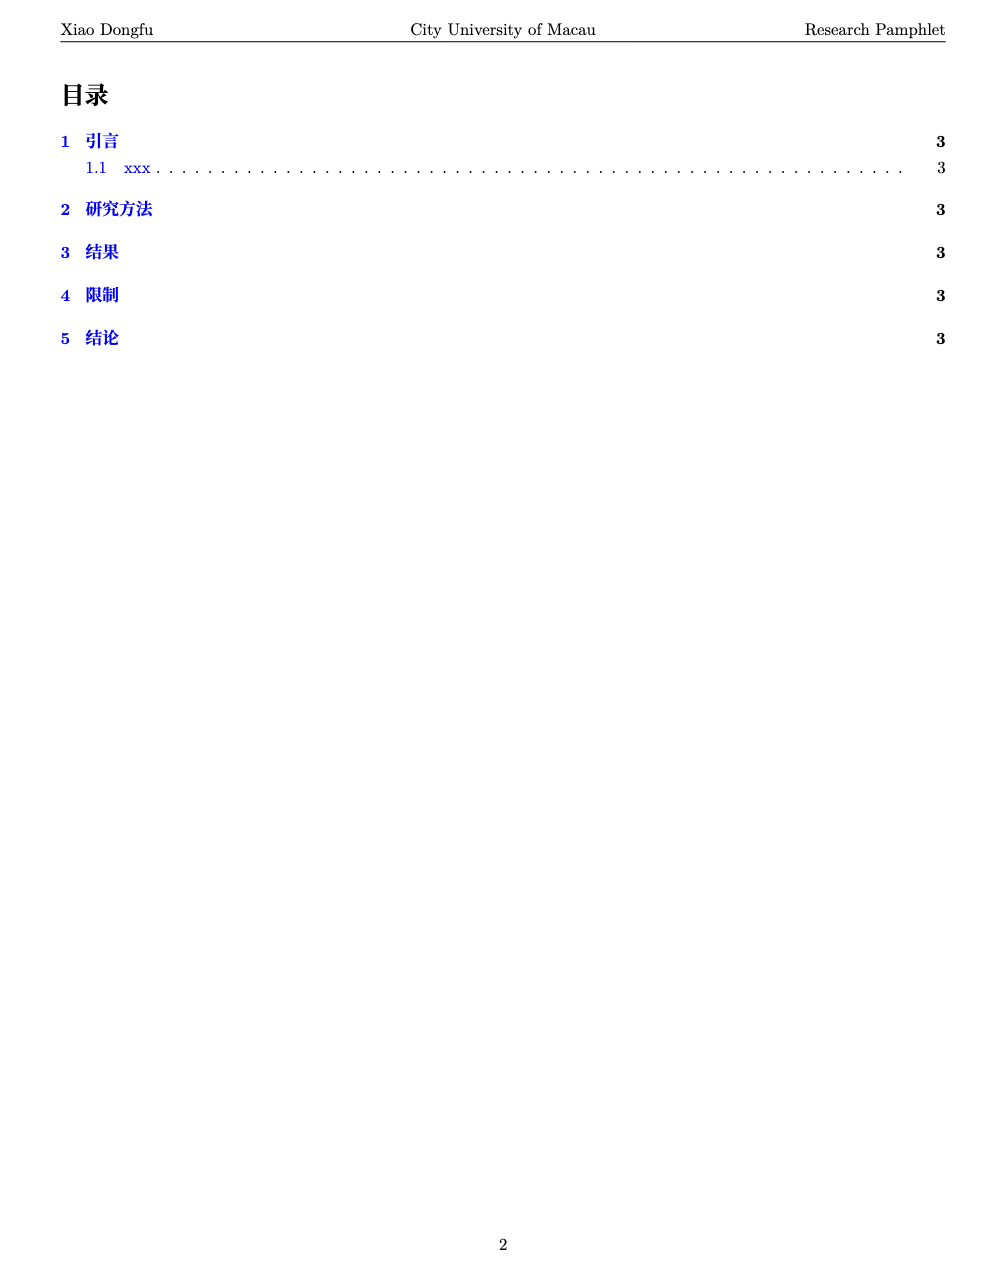 Xiao Dongfu City University of Macau Research Pamphlet
目录
1 引言 3
1.1 xxx . . . . . . . . . . . . . . . . . . . . . . . . . . . . . . . . . . . . . . . . . . . . . . . . . . . . . . . . . . 3
2 研究方法 3
3 结果 3
4 限制 3
5 结论 3
2